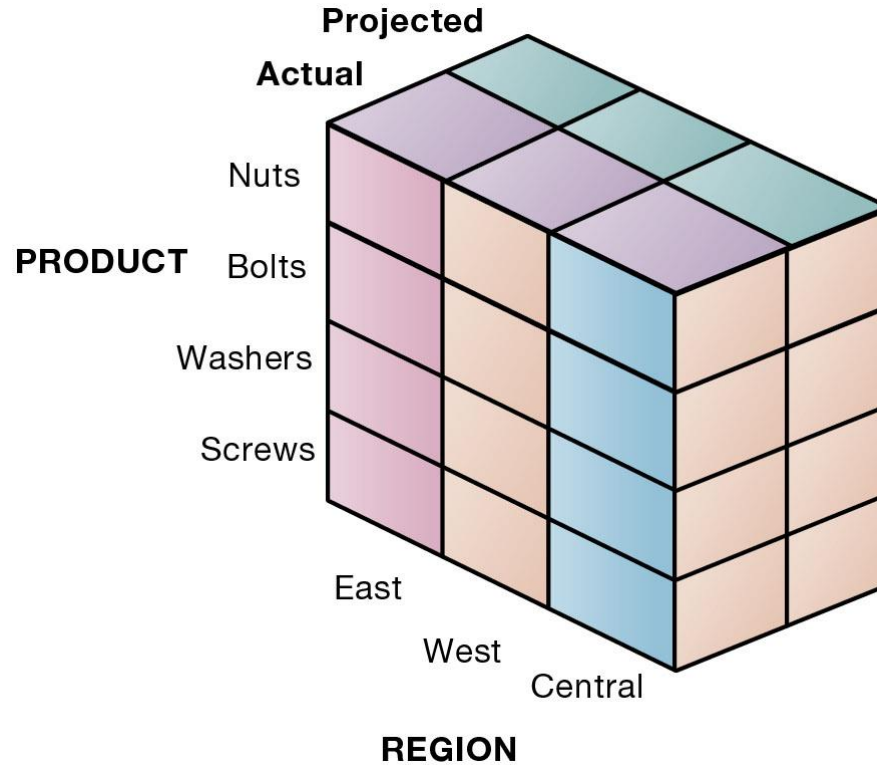 Projected
Actual
Nuts
PRODUCT
Bolts
Washers
Screws
East
West
Central
REGION